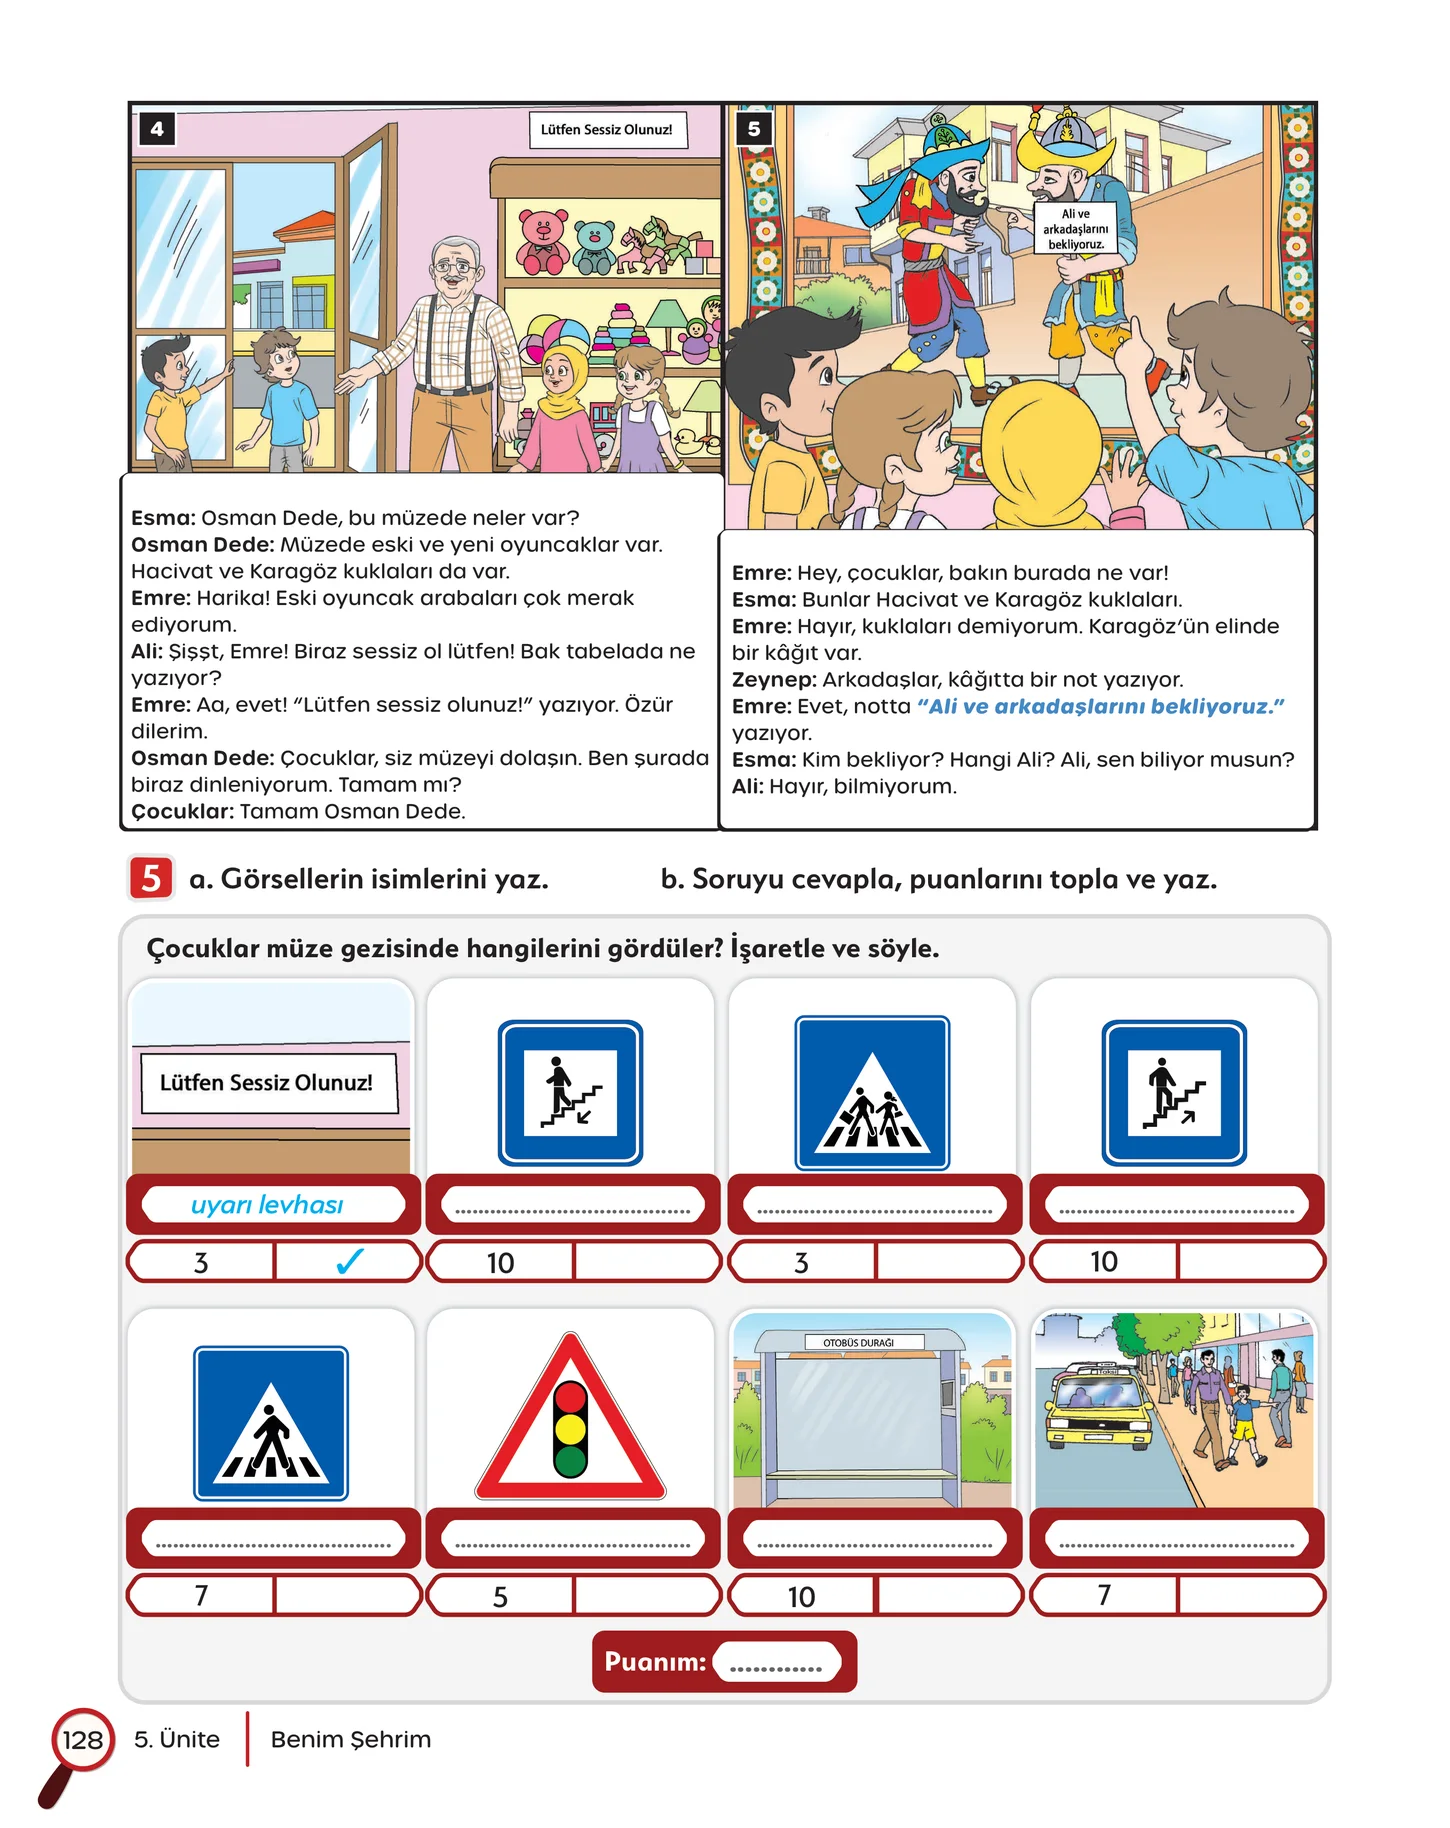 4
Lütfen Sessiz Olunuz!
5
Ali ve
arkadaşlarını
bekliyoruz.
Esma: Osman Dede, bu müzede neler var?
Osman Dede: Müzede eski ve yeni oyuncaklar var.
Hacivat ve Karagöz kuklaları da var.
Emre: Harika! Eski oyuncak arabaları çok merak
ediyorum.
Ali: Şişşt, Emre! Biraz sessiz ol lütfen! Bak tabelada ne
yazıyor?
Emre: Aa, evet! “Lütfen sessiz olunuz!” yazıyor. Özür
dilerim.
Osman Dede: Çocuklar, siz müzeyi dolaşın. Ben şurada
biraz dinleniyorum. Tamam mı?
Çocuklar: Tamam Osman Dede.
Emre: Hey, çocuklar, bakın burada ne var!
Esma: Bunlar Hacivat ve Karagöz kuklaları.
Emre: Hayır, kuklaları demiyorum. Karagöz’ün elinde
bir kâğıt var.
Zeynep: Arkadaşlar, kâğıtta bir not yazıyor.
Emre: Evet, notta “Ali ve arkadaşlarını bekliyoruz.”
yazıyor.
Esma: Kim bekliyor? Hangi Ali? Ali, sen biliyor musun?
Ali: Hayır, bilmiyorum.
5 a. Görsellerin isimlerini yaz. b. Soruyu cevapla, puanlarını topla ve yaz.
Çocuklar müze gezisinde hangilerini gördüler? İşaretle ve söyle.
Lütfen Sessiz Olunuz!
uyarı levhası
3 ✓ 10 3 10
OTOBÜS DURAĞI
Taksi
7 5 10 7
Puanım: ............
128 5. Ünite Benim Şehrim